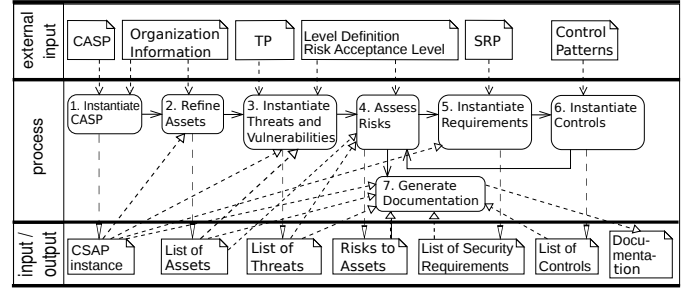 external
input
CASP
Organization
Information
TP
Level Definition
Risk Acceptance Level
SRP
Control
Patterns
process
1. Instantiate
CASP
2. Refine
Assets
3. Instantiate
Threats and
Vulnerabilities
4. Assess
Risks
5. Instantiate
Requirements
6. Instantiate
Controls
7. Generate
Documentation
input /
output
CSAP
instance
List of
Assets
List of
Threats
Risks to
Assets
List of Security
Requirements
List of
Controls
Docu-
menta-
tion